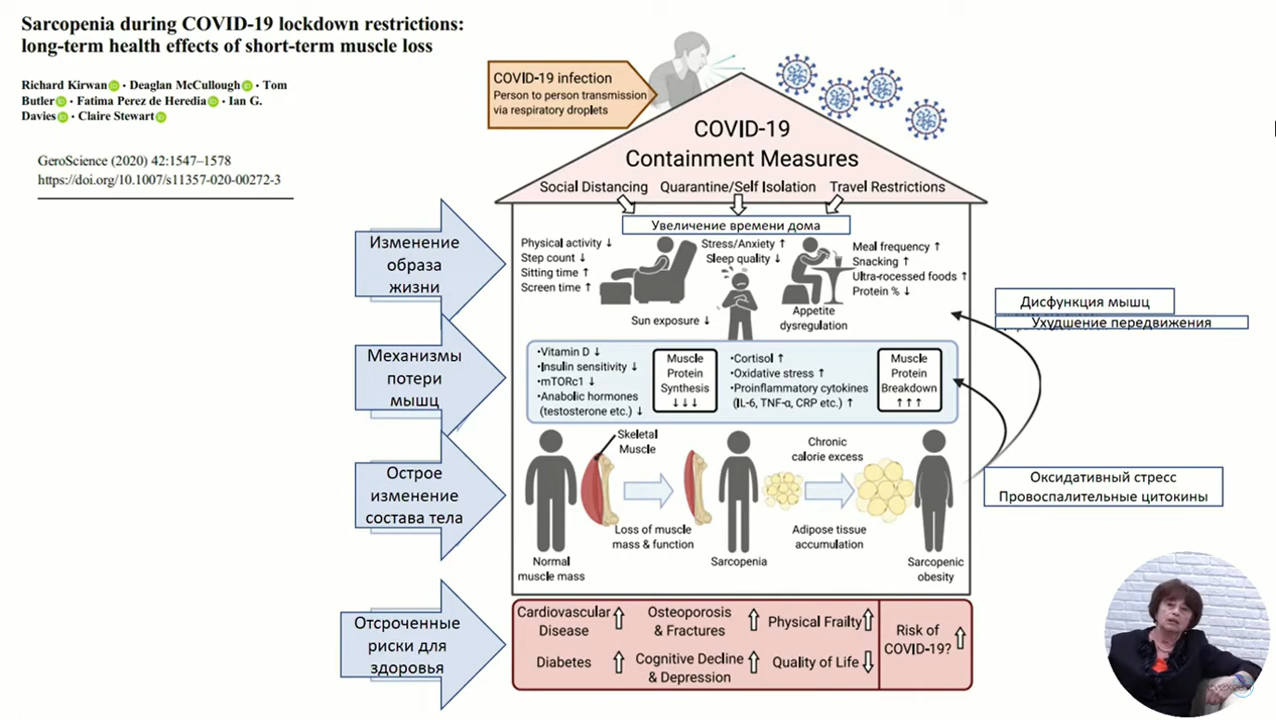 Sarcopenia during COVID-19 lockdown restrictions:
long-term health effects of short-term muscle loss
Richard Kirwan · Deaglan McCullough · Tom
Butler · Fatima Perez de Heredia · Ian G.
Davies · Claire Stewart
GeroScience (2020) 42:1547–1578
https://doi.org/10.1007/s11357-020-00272-3
COVID-19 infection
Person to person transmission
via respiratory droplets
COVID-19
Containment Measures
Social Distancing
Quarantine/Self Isolation
Travel Restrictions
Увеличение времени дома
Изменение
образа
жизни
Physical activity ↓
Step count ↓
Sitting time ↑
Screen time ↑
Stress/Anxiety ↑
Sleep quality ↓
Meal frequency ↑
Snacking ↑
Ultra-rocessed foods ↑
Protein % ↓
Sun exposure ↓
Appetite
dysregulation
Дисфункция мышц
Ухудшение передвижения
Механизмы
потери
мышц
•Vitamin D ↓
•Insulin sensitivity ↓
•mTORc1 ↓
•Anabolic hormones
(testosterone etc.) ↓
Muscle
Protein
Synthesis
↓↓↓
•Cortisol ↑
•Oxidative stress ↑
•Proinflammatory cytokines
(IL-6, TNF-α, CRP etc.) ↑
Muscle
Protein
Breakdown
↑↑↑
Острое
изменение
состава тела
Skeletal
Muscle
Chronic
calorie excess
Loss of muscle
mass & function
Adipose tissue
accumulation
Normal
muscle mass
Sarcopenia
Sarcopenic
obesity
Оксидативный стресс
Провоспалительные цитокины
Отсроченные
риски для
здоровья
Cardiovascular ↑
Disease
Osteoporosis ↑
& Fractures
Physical Frailty ↑
Diabetes ↑
Cognitive Decline ↑
& Depression
Quality of Life ↓
Risk of ↑
COVID-19?